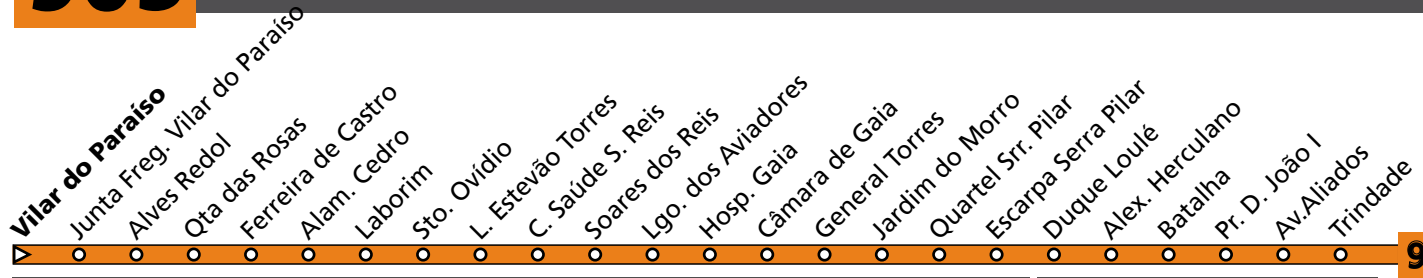 Vilar do Paraíso
Junta Freg. Vilar do Paraíso
Alves Redol
Qta das Rosas
Ferreira de Castro
Alam. Cedro
Laborim
Sto. Ovídio
L. Estevão Torres
C. Saúde S. Reis
Soares dos Reis
Lgo. dos Aviadores
Hosp. Gaia
Câmara de Gaia
General Torres
Jardim do Morro
Quartel Srr. Pilar
Escarpa Serra Pilar
Duque Loulé
Alex. Herculano
Batalha
Pr. D. João I
Av.Aliados
Trindade